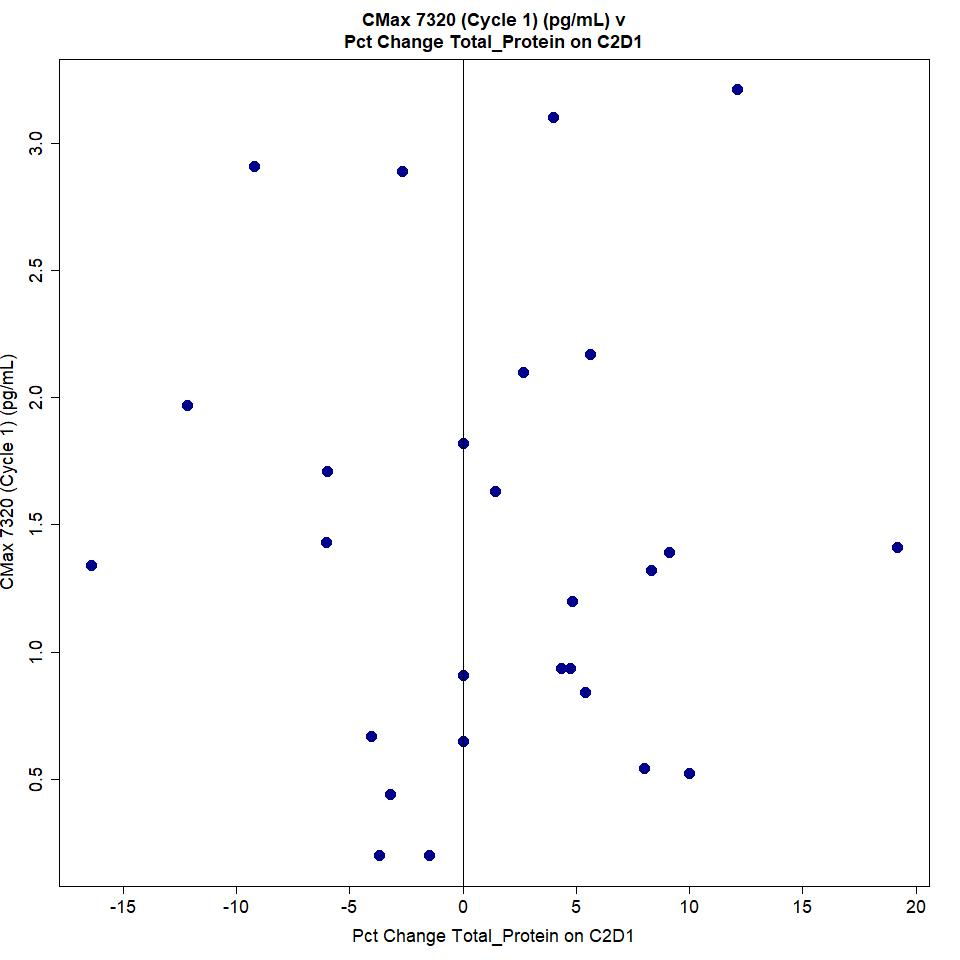 CMax 7320 (Cycle 1) (pg/mL) v
Pct Change Total_Protein on C2D1
CMax 7320 (Cycle 1) (pg/mL)
3.0
2.5
2.0
1.5
1.0
0.5
-15 -10 -5 0 5 10 15 20
Pct Change Total_Protein on C2D1